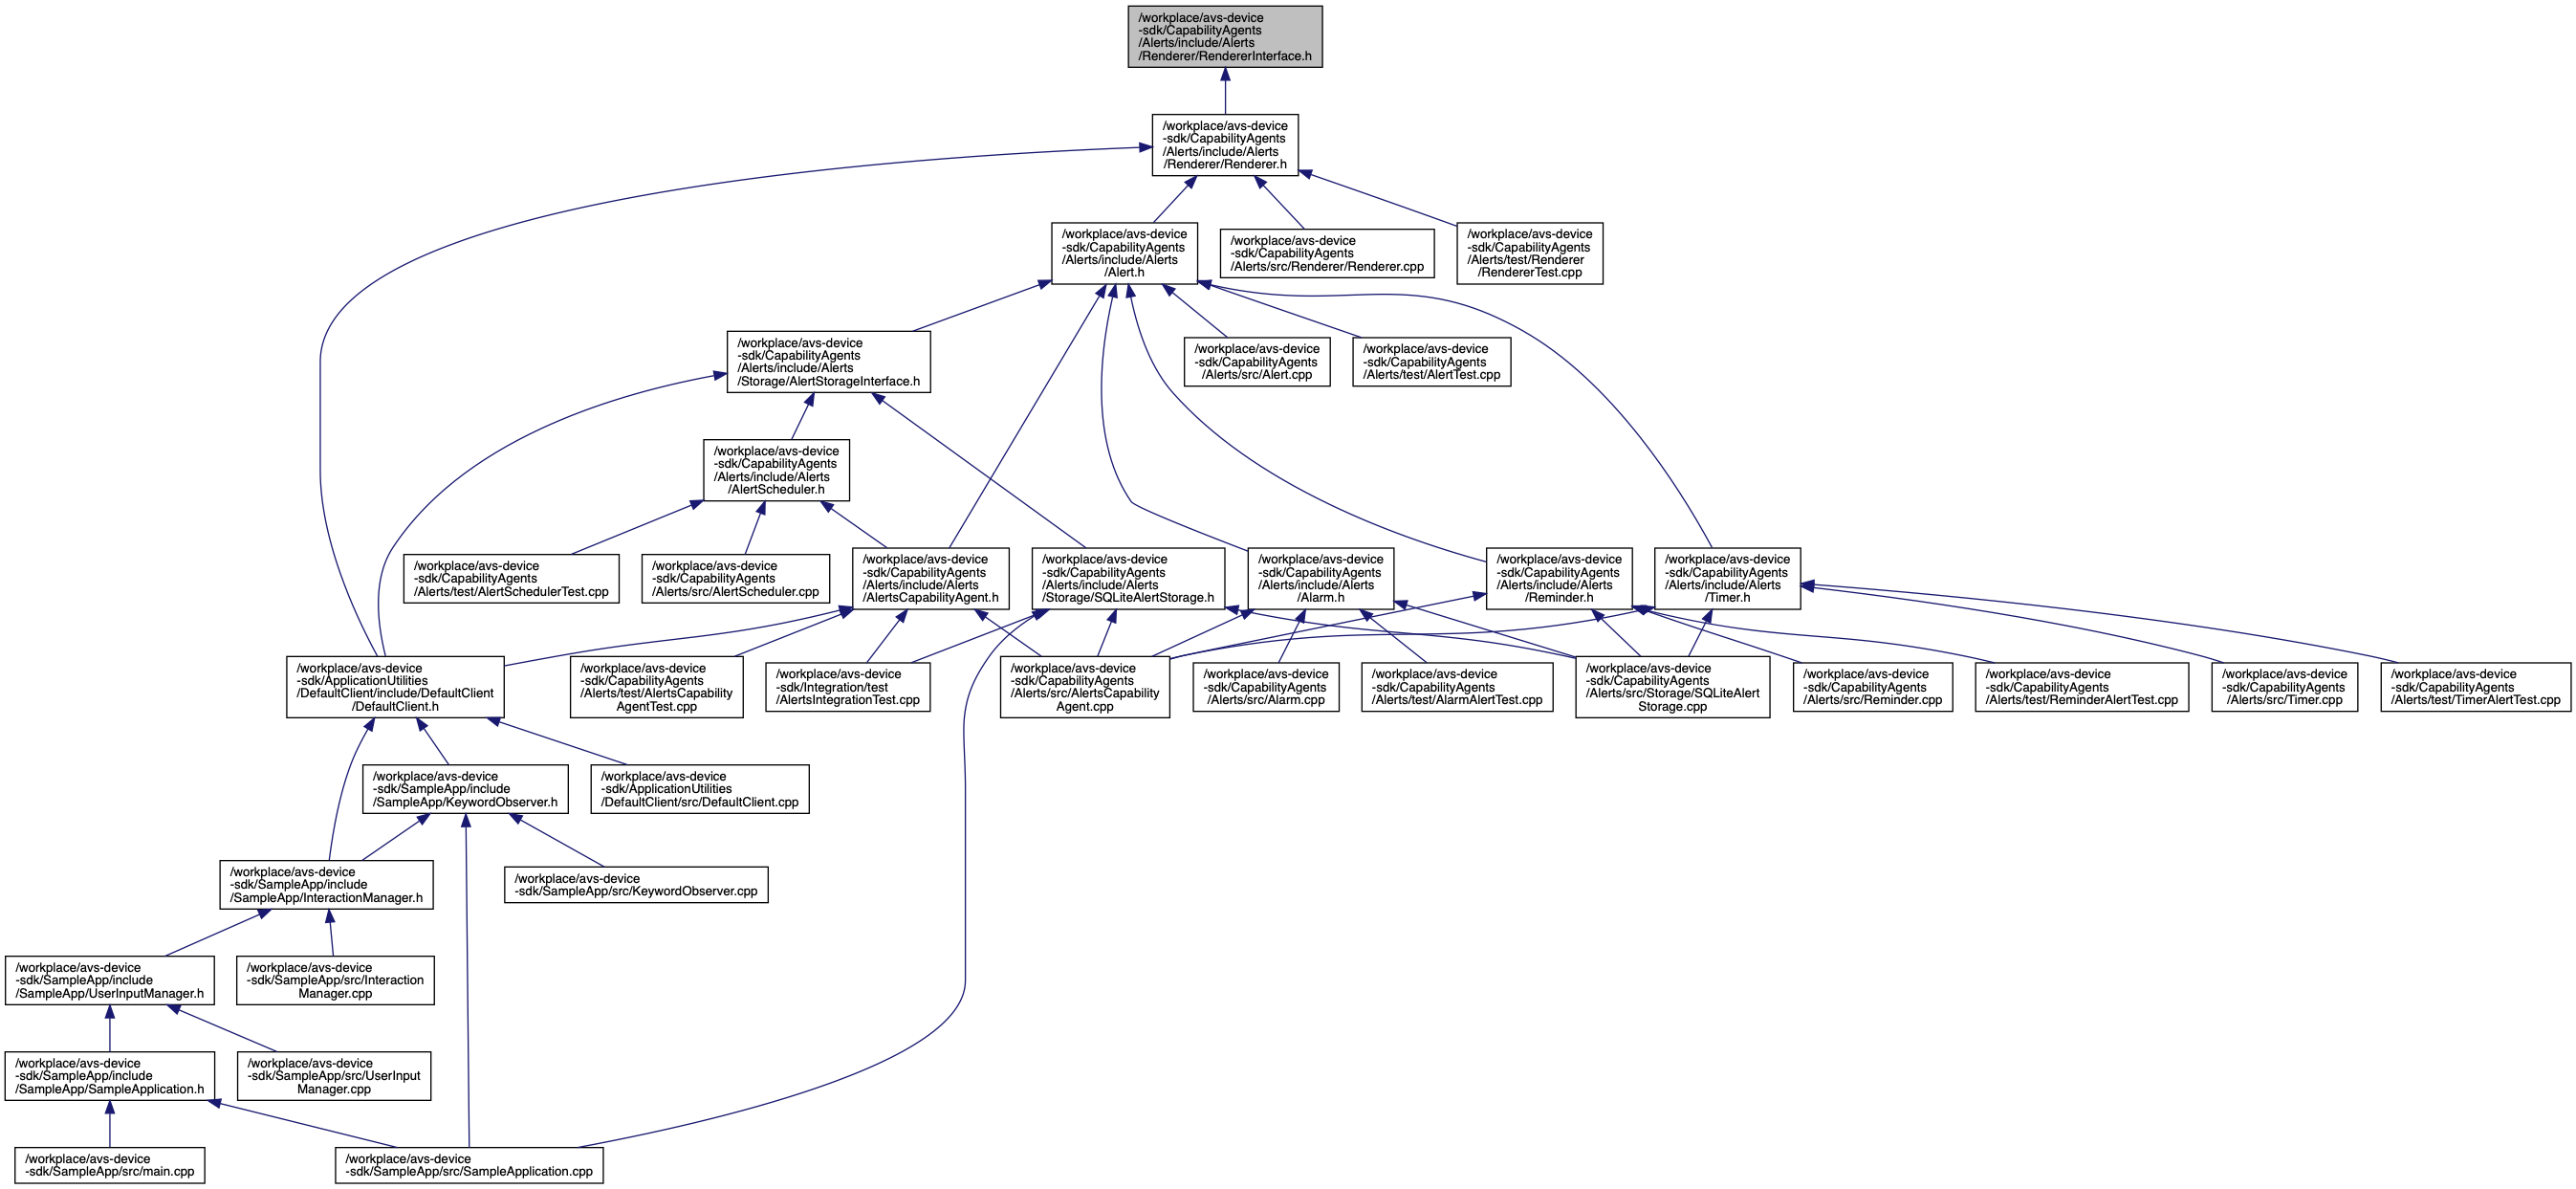 /workplace/avs-device
-sdk/CapabilityAgents
/Alerts/include/Alerts
/Renderer/RendererInterface.h
/workplace/avs-device
-sdk/CapabilityAgents
/Alerts/include/Alerts
/Renderer/Renderer.h
/workplace/avs-device
-sdk/CapabilityAgents
/Alerts/include/Alerts
/Alert.h
/workplace/avs-device
-sdk/CapabilityAgents
/Alerts/src/Renderer/Renderer.cpp
/workplace/avs-device
-sdk/CapabilityAgents
/Alerts/test/Renderer
/RendererTest.cpp
/workplace/avs-device
-sdk/CapabilityAgents
/Alerts/include/Alerts
/Storage/AlertStorageInterface.h
/workplace/avs-device
-sdk/CapabilityAgents
/Alerts/src/Alert.cpp
/workplace/avs-device
-sdk/CapabilityAgents
/Alerts/test/AlertTest.cpp
/workplace/avs-device
-sdk/CapabilityAgents
/Alerts/include/Alerts
/AlertScheduler.h
/workplace/avs-device
-sdk/CapabilityAgents
/Alerts/test/AlertSchedulerTest.cpp
/workplace/avs-device
-sdk/CapabilityAgents
/Alerts/src/AlertScheduler.cpp
/workplace/avs-device
-sdk/CapabilityAgents
/Alerts/include/Alerts
/AlertsCapabilityAgent.h
/workplace/avs-device
-sdk/CapabilityAgents
/Alerts/include/Alerts
/Storage/SQLiteAlertStorage.h
/workplace/avs-device
-sdk/CapabilityAgents
/Alerts/include/Alerts
/Alarm.h
/workplace/avs-device
-sdk/CapabilityAgents
/Alerts/include/Alerts
/Reminder.h
/workplace/avs-device
-sdk/CapabilityAgents
/Alerts/include/Alerts
/Timer.h
/workplace/avs-device
-sdk/ApplicationUtilities
/DefaultClient/include/DefaultClient
/DefaultClient.h
/workplace/avs-device
-sdk/CapabilityAgents
/Alerts/test/AlertsCapability
AgentTest.cpp
/workplace/avs-device
-sdk/Integration/test
/AlertsIntegrationTest.cpp
/workplace/avs-device
-sdk/CapabilityAgents
/Alerts/src/AlertsCapability
Agent.cpp
/workplace/avs-device
-sdk/CapabilityAgents
/Alerts/src/Alarm.cpp
/workplace/avs-device
-sdk/CapabilityAgents
/Alerts/test/AlarmAlertTest.cpp
/workplace/avs-device
-sdk/CapabilityAgents
/Alerts/src/Storage/SQLiteAlert
Storage.cpp
/workplace/avs-device
-sdk/CapabilityAgents
/Alerts/src/Reminder.cpp
/workplace/avs-device
-sdk/CapabilityAgents
/Alerts/test/ReminderAlertTest.cpp
/workplace/avs-device
-sdk/CapabilityAgents
/Alerts/src/Timer.cpp
/workplace/avs-device
-sdk/CapabilityAgents
/Alerts/test/TimerAlertTest.cpp
/workplace/avs-device
-sdk/SampleApp/include
/SampleApp/KeywordObserver.h
/workplace/avs-device
-sdk/ApplicationUtilities
/DefaultClient/src/DefaultClient.cpp
/workplace/avs-device
-sdk/SampleApp/include
/SampleApp/InteractionManager.h
/workplace/avs-device
-sdk/SampleApp/src/KeywordObserver.cpp
/workplace/avs-device
-sdk/SampleApp/include
/SampleApp/UserInputManager.h
/workplace/avs-device
-sdk/SampleApp/src/Interaction
Manager.cpp
/workplace/avs-device
-sdk/SampleApp/include
/SampleApp/SampleApplication.h
/workplace/avs-device
-sdk/SampleApp/src/UserInput
Manager.cpp
/workplace/avs-device
-sdk/SampleApp/src/main.cpp
/workplace/avs-device
-sdk/SampleApp/src/SampleApplication.cpp